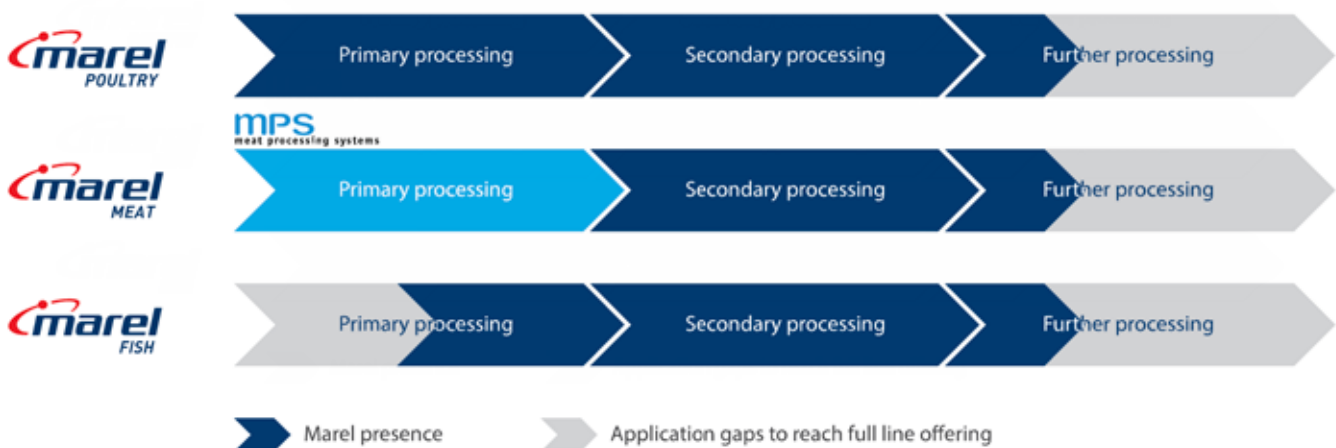 marel
POULTRY
Primary processing
Secondary processing
Further processing
MPS
meat processing systems
marel
MEAT
Primary processing
Secondary processing
Further processing
marel
FISH
Primary processing
Secondary processing
Further processing
Marel presence
Application gaps to reach full line offering